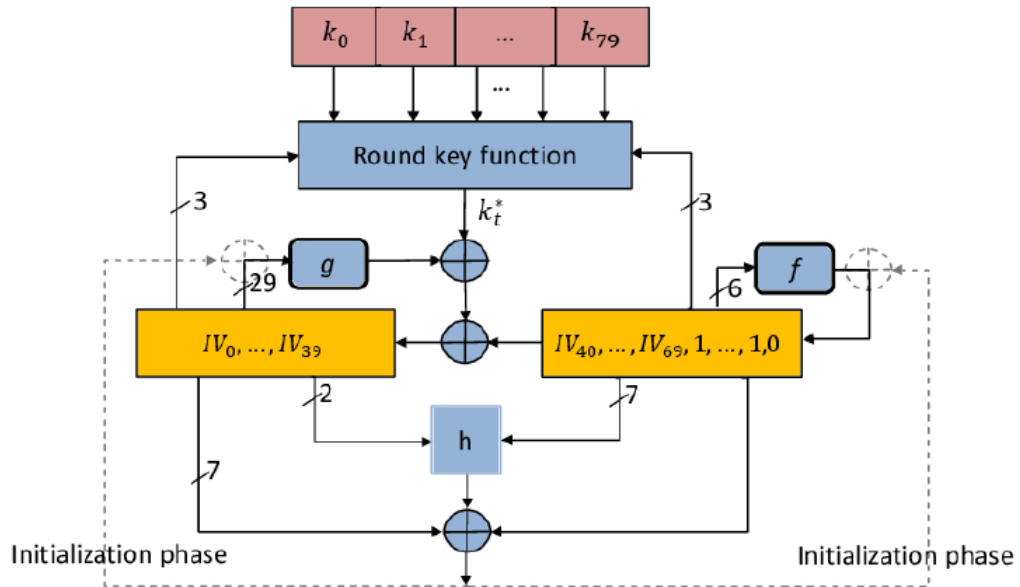 k₀ k₁ ... k₇₉
...
Round key function
3 k*ₜ 3
g f
29 6
IV₀, ..., IV₃₉ IV₄₀, ..., IV₆₉, 1, ..., 1,0
2 7
h
7
Initialization phase Initialization phase